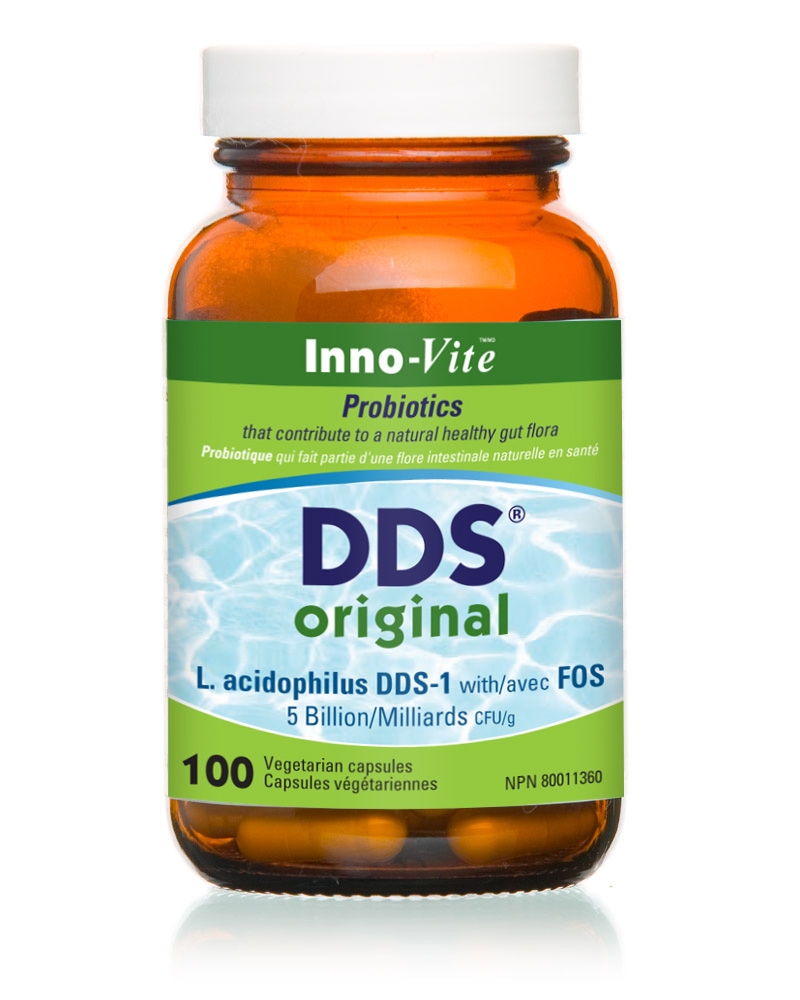 Inno-Vite ™/MD
Probiotics
that contribute to a natural healthy gut flora
Probiotique qui fait partie d'une flore intestinale naturelle en santé
DDS®
original
L. acidophilus DDS-1 with/avec FOS
5 Billion/Milliards CFU/g
100 Vegetarian capsules
Capsules végétariennes
NPN 80011360